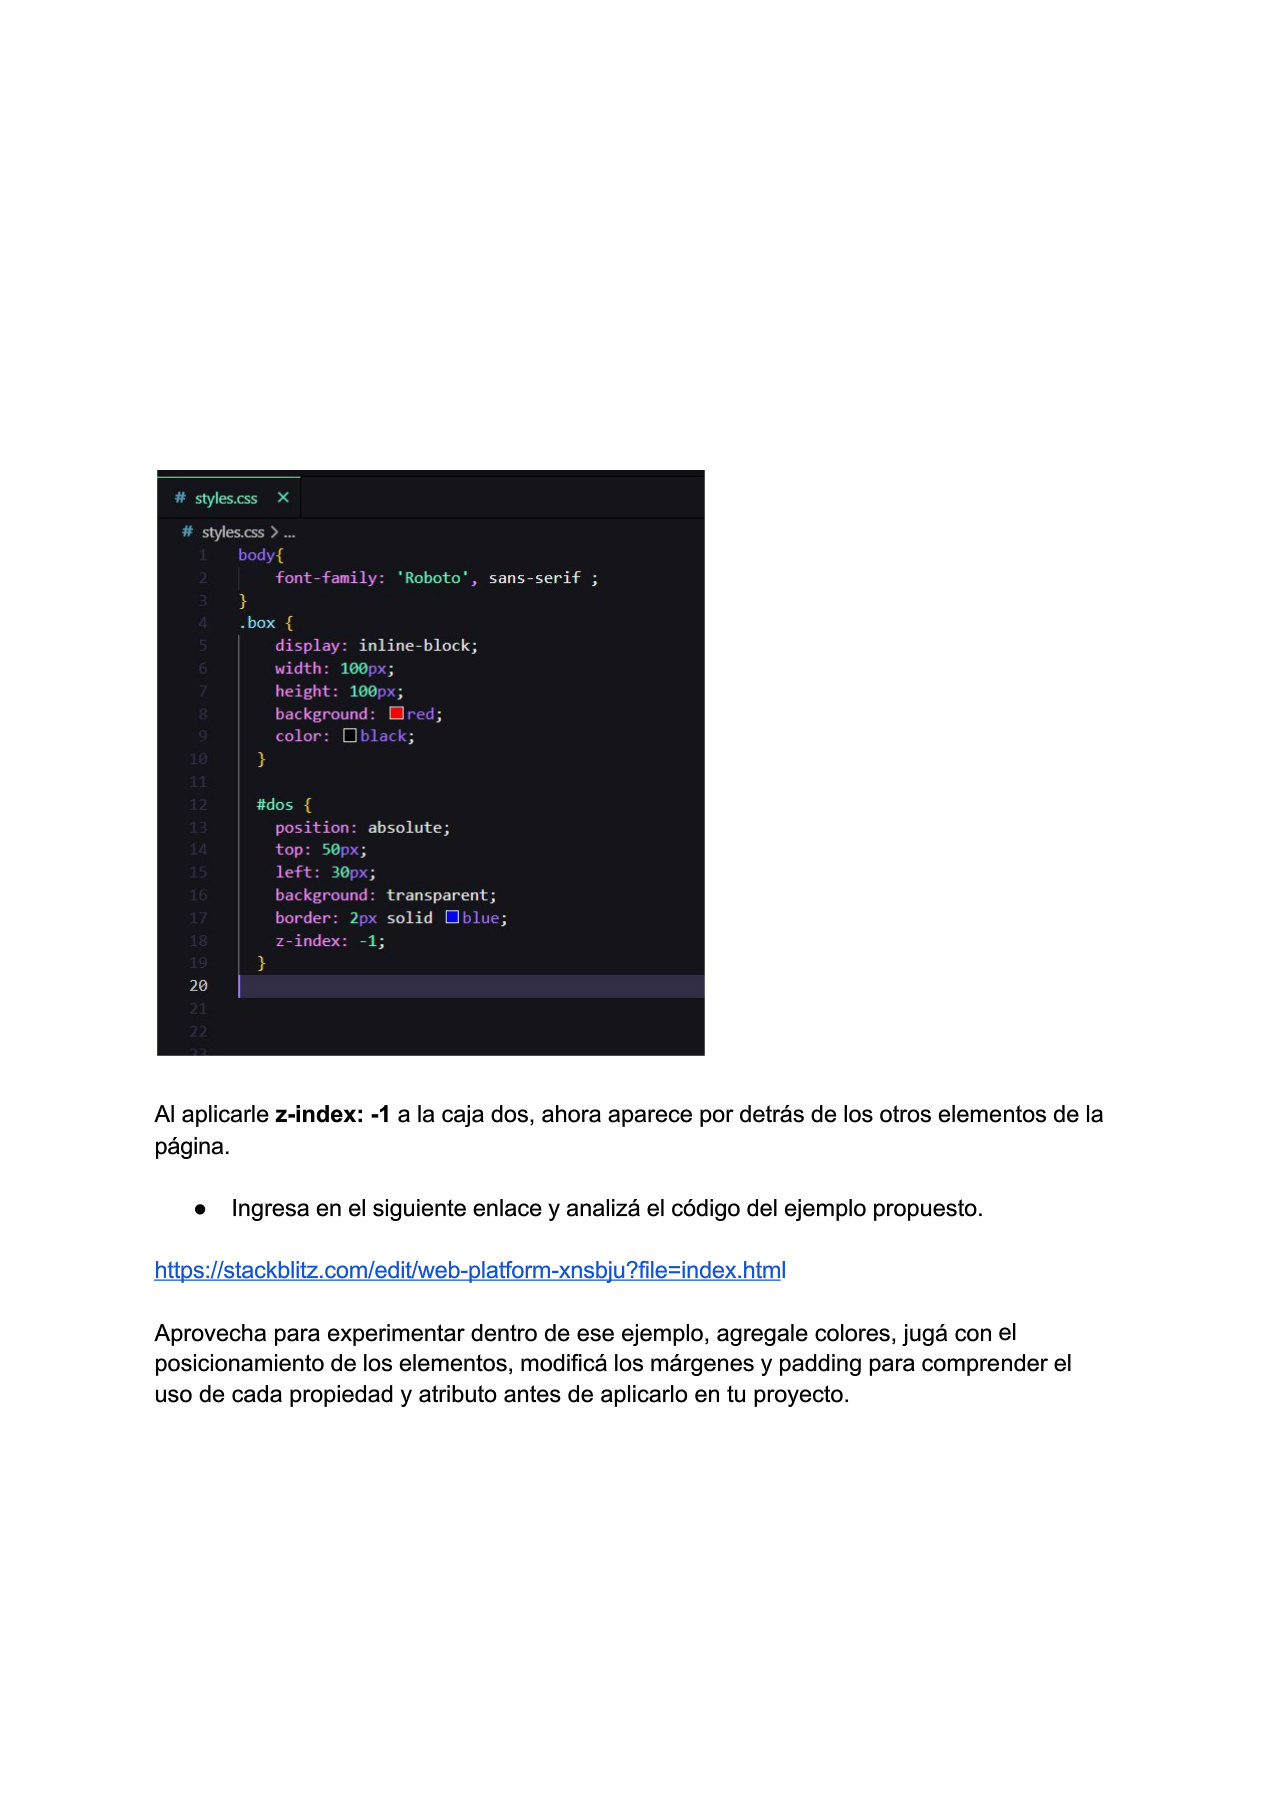 # styles.css ×
# styles.css > ...
1 body{
2 font-family: 'Roboto', sans-serif ;
3 }
4 .box {
5 display: inline-block;
6 width: 100px;
7 height: 100px;
8 background: red;
9 color: black;
10 }
11
12 #dos {
13 position: absolute;
14 top: 50px;
15 left: 30px;
16 background: transparent;
17 border: 2px solid blue;
18 z-index: -1;
19 }
20
21
22
23
Al aplicarle z-index: -1 a la caja dos, ahora aparece por detrás de los otros elementos de la
página.
● Ingresa en el siguiente enlace y analizá el código del ejemplo propuesto.
https://stackblitz.com/edit/web-platform-xnsbju?file=index.html
Aprovecha para experimentar dentro de ese ejemplo, agregale colores, jugá con el
posicionamiento de los elementos, modificá los márgenes y padding para comprender el
uso de cada propiedad y atributo antes de aplicarlo en tu proyecto.